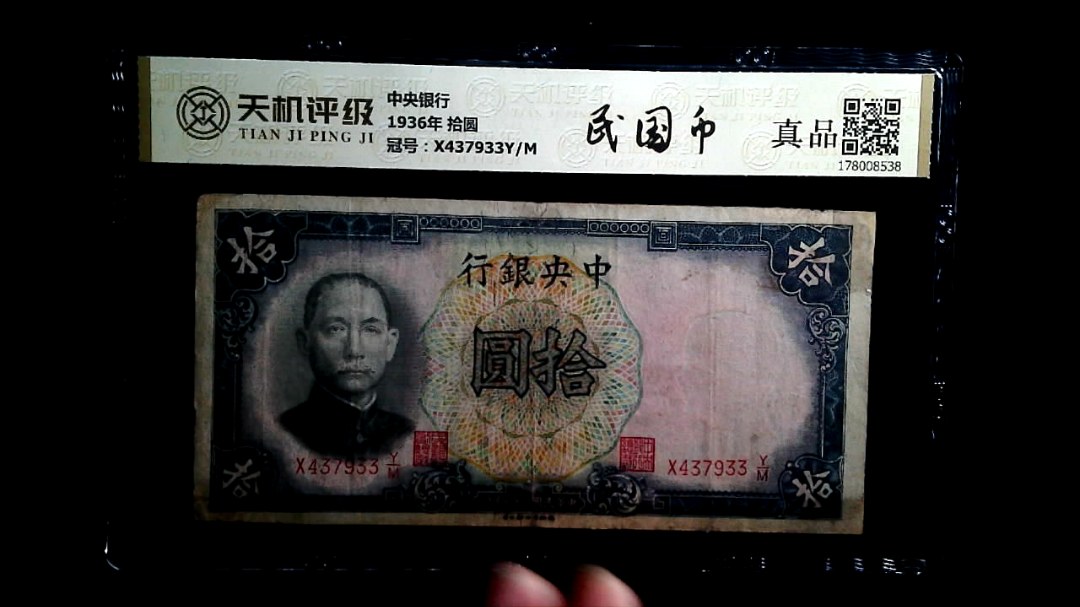 天机评级
TIAN JI PING JI
中央银行
1936年 拾圆
冠号：X437933Y/M
民国币
真品
178008538
拾
拾
行銀央中
圓拾
X437933 Y/M
X437933 Y/M
拾
拾